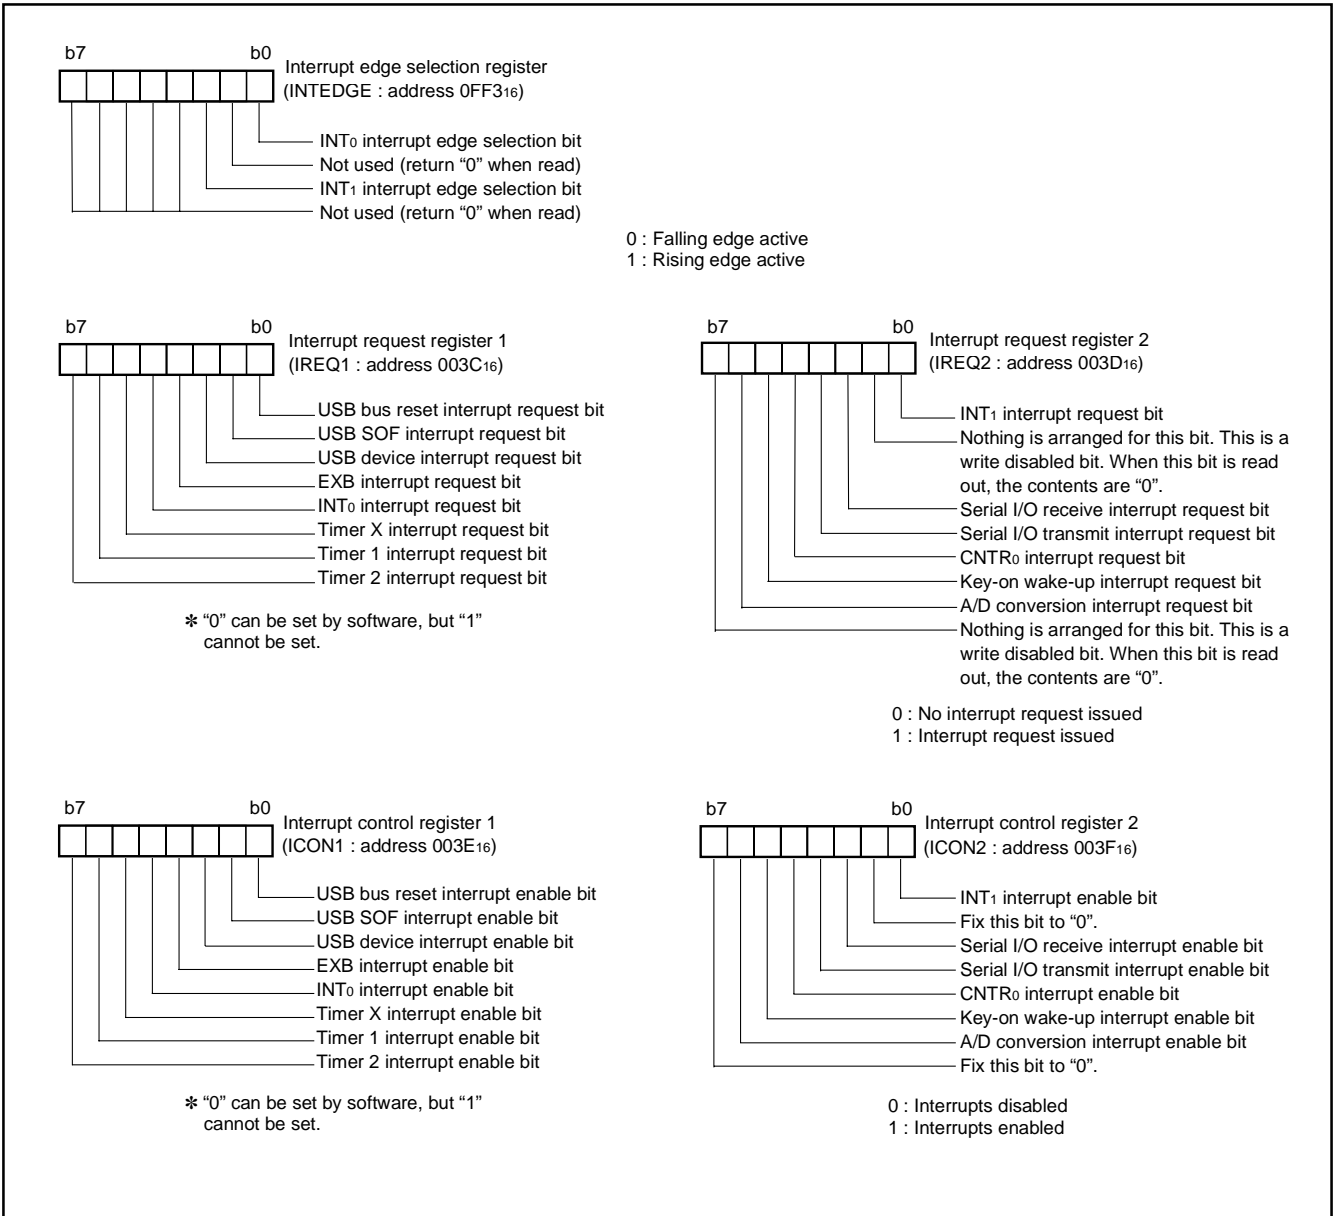 b7 b0
Interrupt edge selection register
(INTEDGE : address 0FF316)
INT0 interrupt edge selection bit
Not used (return “0” when read)
INT1 interrupt edge selection bit
Not used (return “0” when read)
0 : Falling edge active
1 : Rising edge active
b7 b0
Interrupt request register 1
(IREQ1 : address 003C16)
USB bus reset interrupt request bit
USB SOF interrupt request bit
USB device interrupt request bit
EXB interrupt request bit
INT0 interrupt request bit
Timer X interrupt request bit
Timer 1 interrupt request bit
Timer 2 interrupt request bit
✻ “0” can be set by software, but “1”
cannot be set.
b7 b0
Interrupt request register 2
(IREQ2 : address 003D16)
INT1 interrupt request bit
Nothing is arranged for this bit. This is a
write disabled bit. When this bit is read
out, the contents are “0”.
Serial I/O receive interrupt request bit
Serial I/O transmit interrupt request bit
CNTR0 interrupt request bit
Key-on wake-up interrupt request bit
A/D conversion interrupt request bit
Nothing is arranged for this bit. This is a
write disabled bit. When this bit is read
out, the contents are “0”.
0 : No interrupt request issued
1 : Interrupt request issued
b7 b0
Interrupt control register 1
(ICON1 : address 003E16)
USB bus reset interrupt enable bit
USB SOF interrupt enable bit
USB device interrupt enable bit
EXB interrupt enable bit
INT0 interrupt enable bit
Timer X interrupt enable bit
Timer 1 interrupt enable bit
Timer 2 interrupt enable bit
✻ “0” can be set by software, but “1”
cannot be set.
b7 b0
Interrupt control register 2
(ICON2 : address 003F16)
INT1 interrupt enable bit
Fix this bit to “0”.
Serial I/O receive interrupt enable bit
Serial I/O transmit interrupt enable bit
CNTR0 interrupt enable bit
Key-on wake-up interrupt enable bit
A/D conversion interrupt enable bit
Fix this bit to “0”.
0 : Interrupts disabled
1 : Interrupts enabled